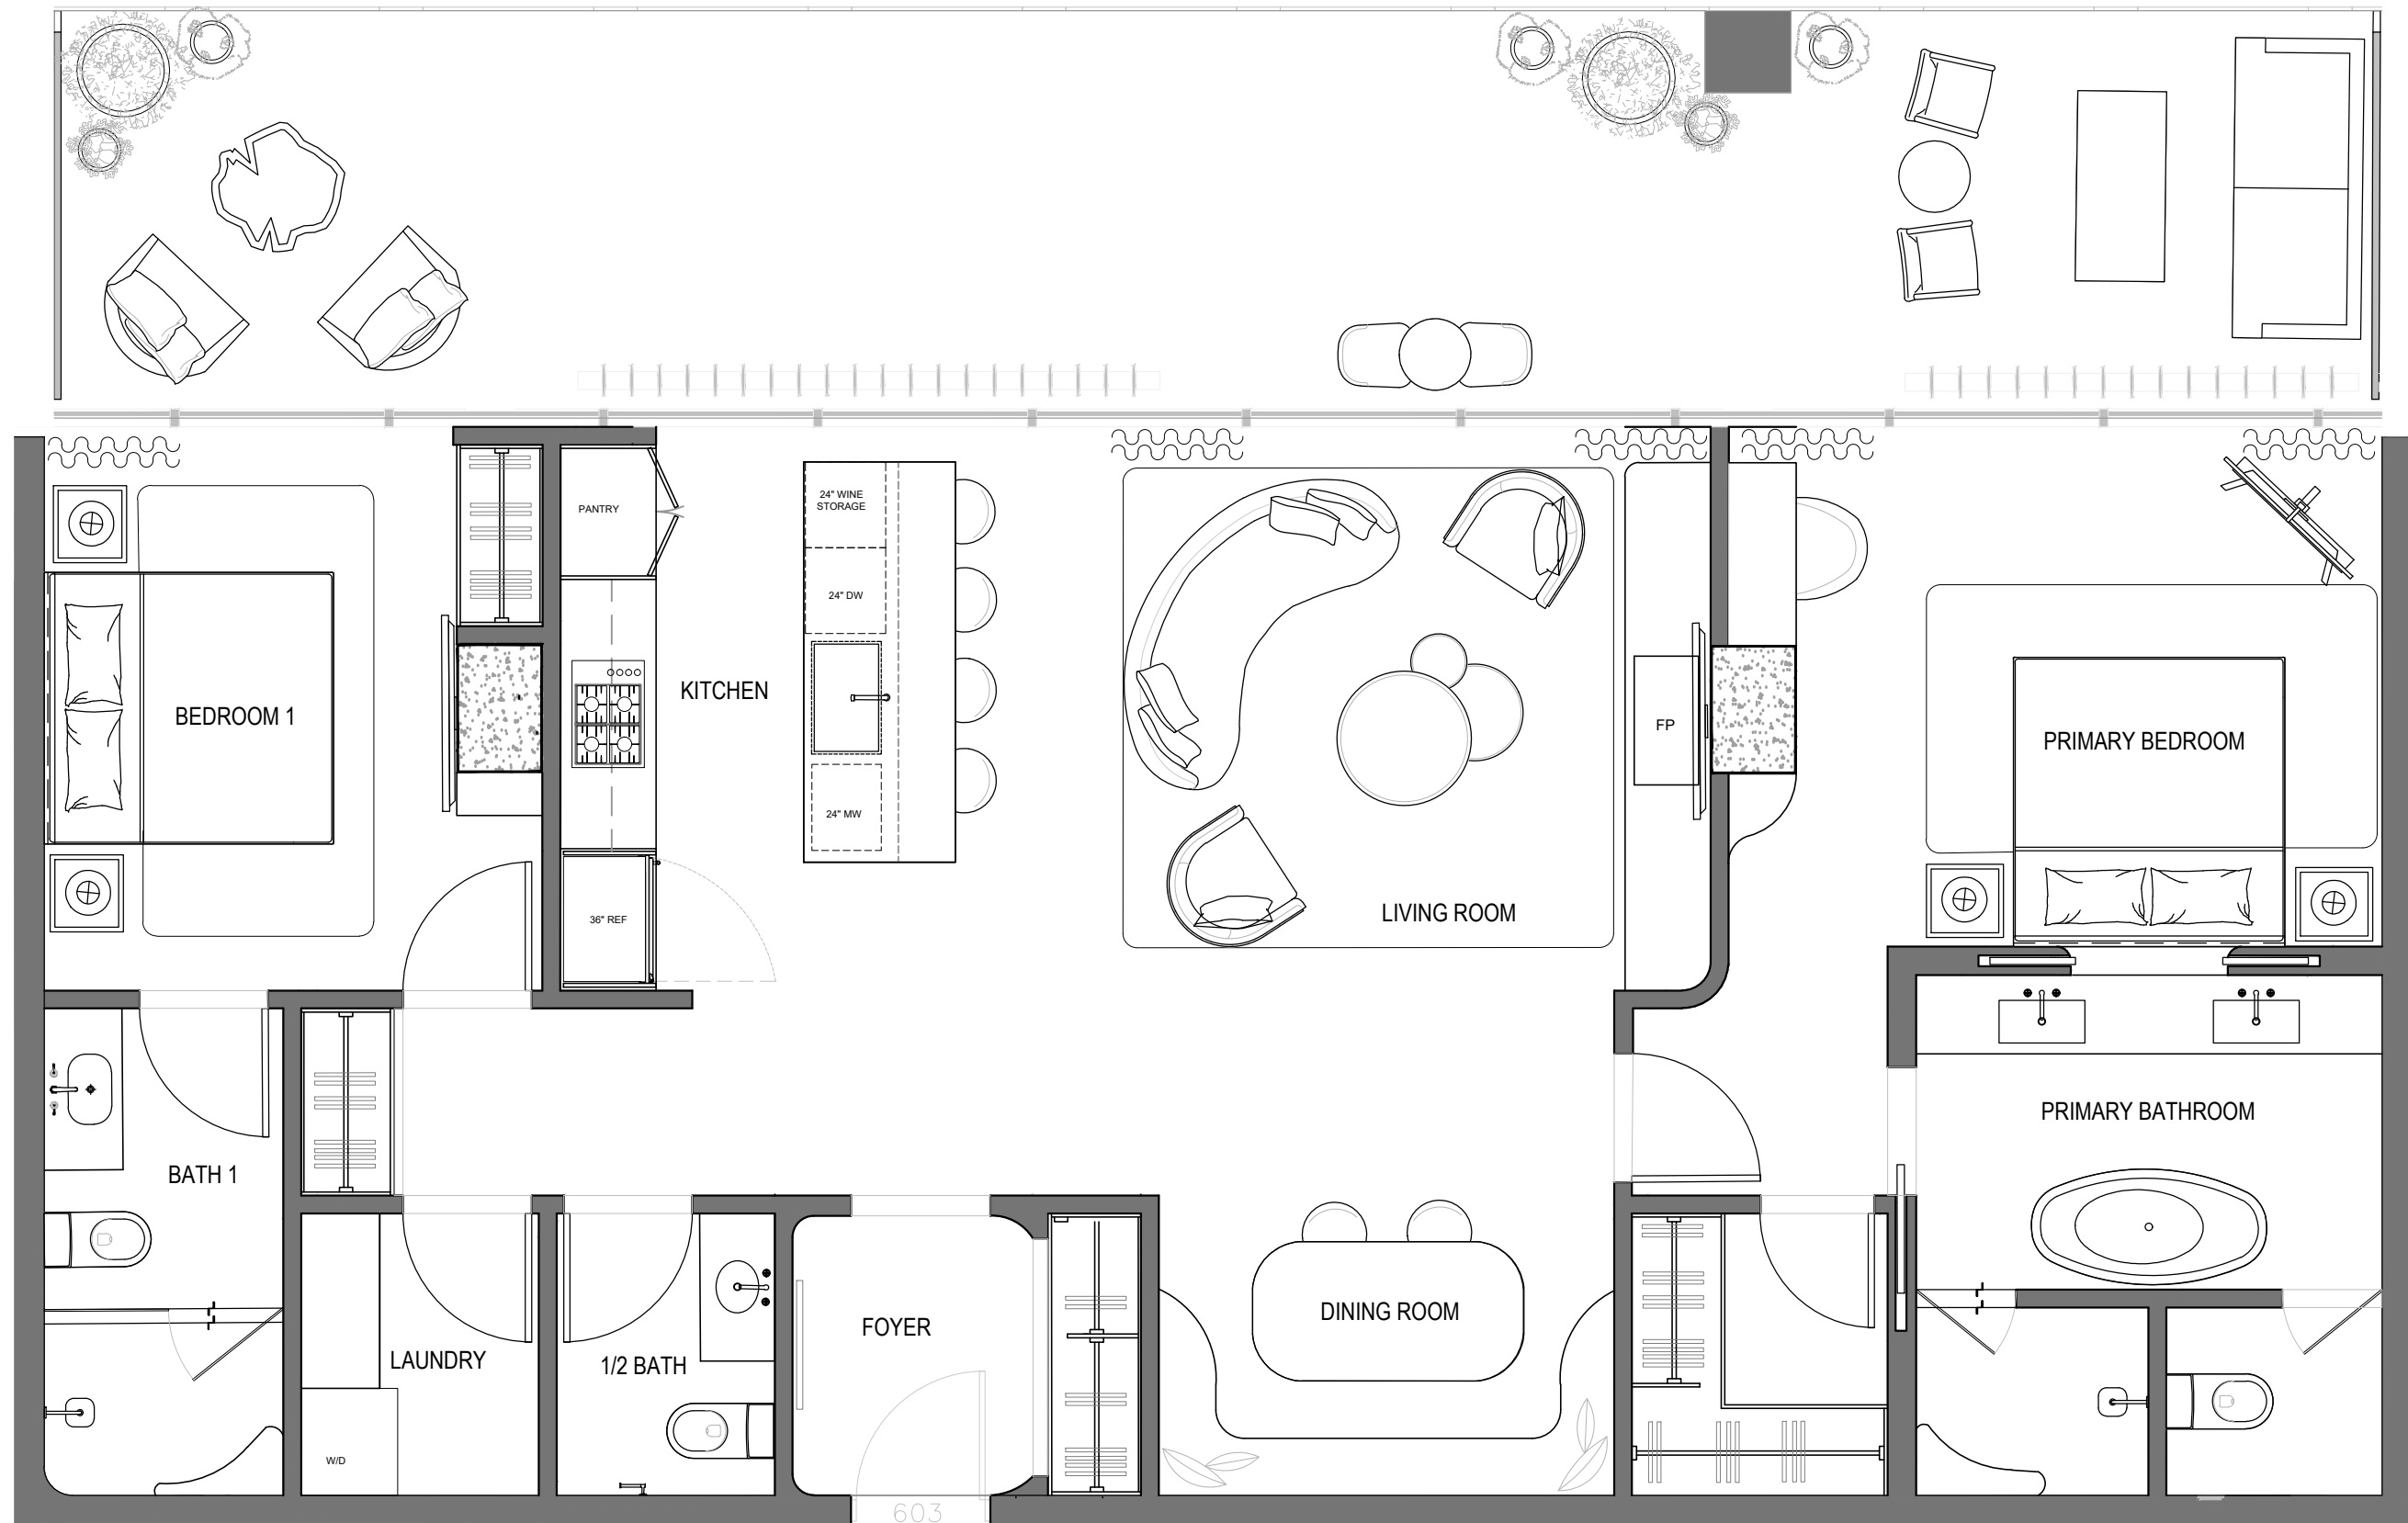 24" WINE
STORAGE
PANTRY
24" DW
KITCHEN
BEDROOM 1
FP
PRIMARY BEDROOM
24" MW
36" REF
LIVING ROOM
PRIMARY BATHROOM
BATH 1
DINING ROOM
FOYER
LAUNDRY
1/2 BATH
W/D
603